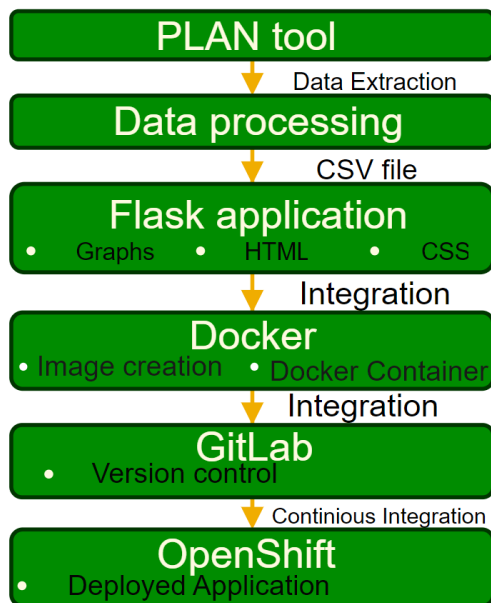 PLAN tool
Data Extraction
Data processing
CSV file
Flask application
• Graphs • HTML • CSS
Integration
Docker
• Image creation • Docker Container
Integration
GitLab
• Version control
Continious Integration
OpenShift
• Deployed Application